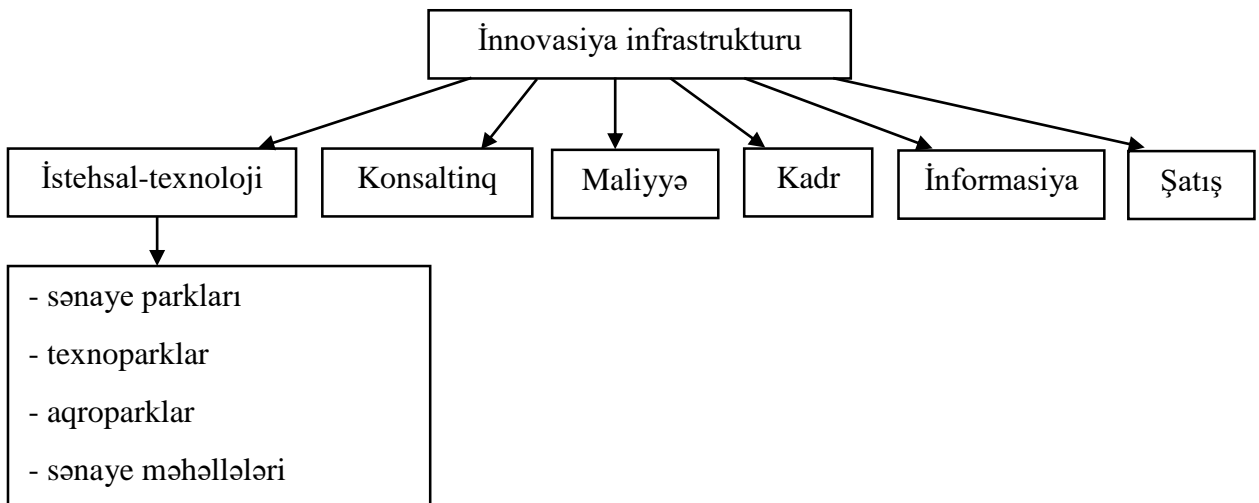 İnnovasiya infrastrukturu
İstehsal-texnoloji
Konsaltinq
Maliyyə
Kadr
İnformasiya
Şatış
- sənaye parkları
- texnoparklar
- aqroparklar
- sənaye məhəllələri